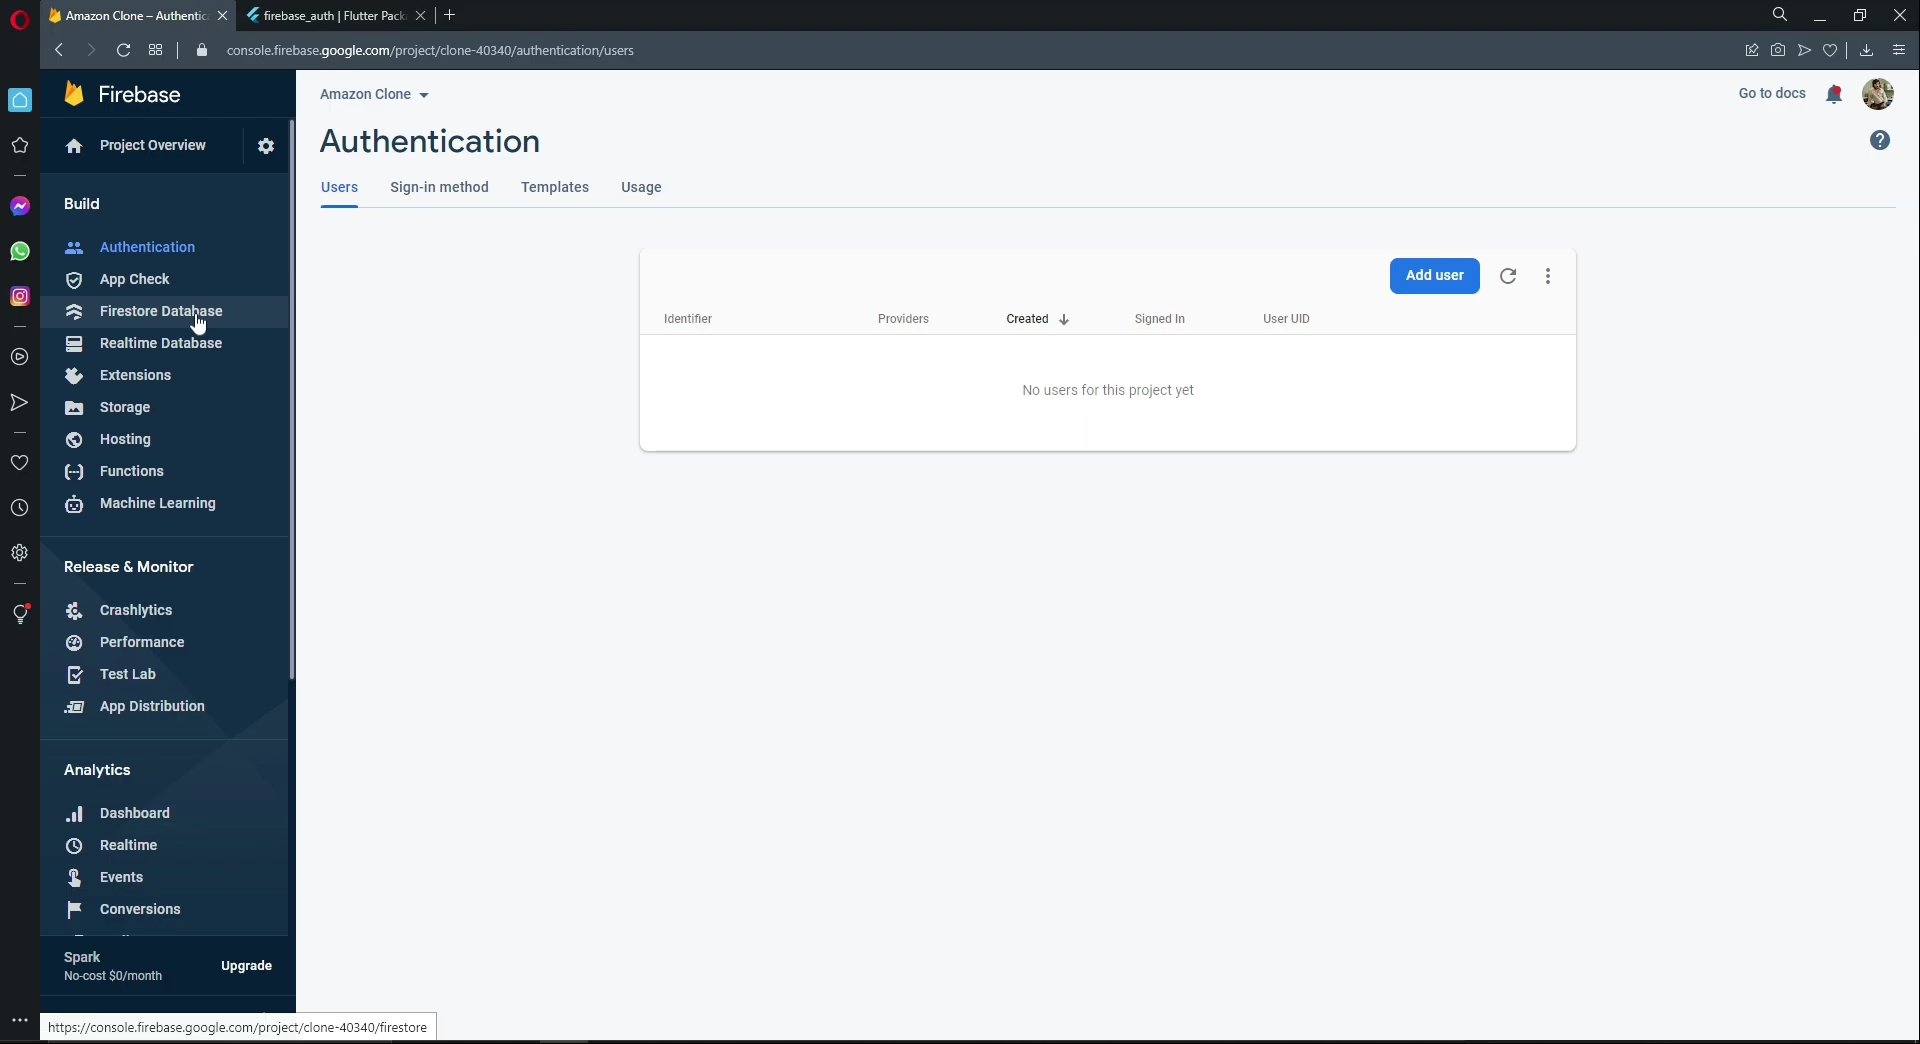 Amazon Clone – Authentic
firebase_auth | Flutter Pack
console.firebase.google.com/project/clone-40340/authentication/users
Firebase
Project Overview
Build
Authentication
App Check
Firestore Database
Realtime Database
Extensions
Storage
Hosting
Functions
Machine Learning
Release & Monitor
Crashlytics
Performance
Test Lab
App Distribution
Analytics
Dashboard
Realtime
Events
Conversions
Spark
No-cost $0/month
Upgrade
https://console.firebase.google.com/project/clone-40340/firestore
Amazon Clone
Go to docs
Authentication
Users Sign-in method Templates Usage
Add user
Identifier Providers Created Signed In User UID
No users for this project yet